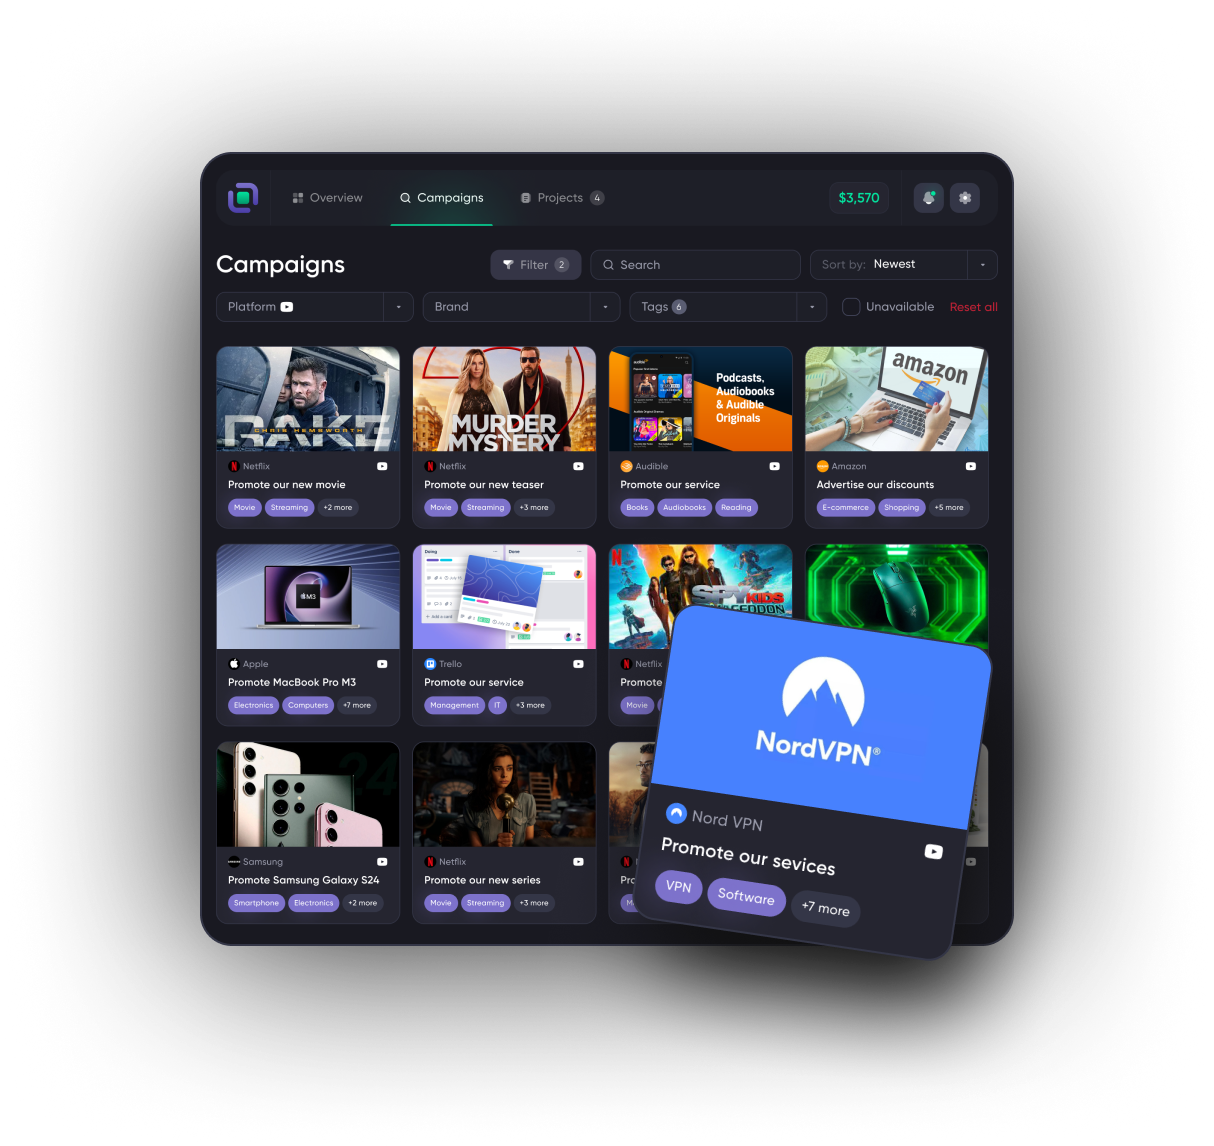 Overview
Campaigns
Projects 4
$3,570
Campaigns
Filter 2
Search
Sort by: Newest
Platform
Brand
Tags 6
Unavailable
Reset all
CHRIS HEMSWORTH
Netflix
Promote our new movie
Movie Streaming +2 more
MURDER
MYSTERY
Netflix
Promote our new teaser
Movie Streaming +3 more
audible
Podcasts,
Audiobooks
& Audible
Originals
Audible
Promote our service
Books Audiobooks Reading
amazon
Amazon
Advertise our discounts
E-commerce Shopping +5 more
M3
Apple
Promote MacBook Pro M3
Electronics Computers +7 more
Doing
Done
+ Add a card
Trello
Promote our service
Management IT +3 more
N
SPY KIDS
Netflix
Promote
Movie
24
Samsung
Promote Samsung Galaxy S24
Smartphone Electronics +2 more
Netflix
Promote our new series
Movie Streaming +3 more
NordVPN®
Nord VPN
Promote our sevices
VPN Software +7 more